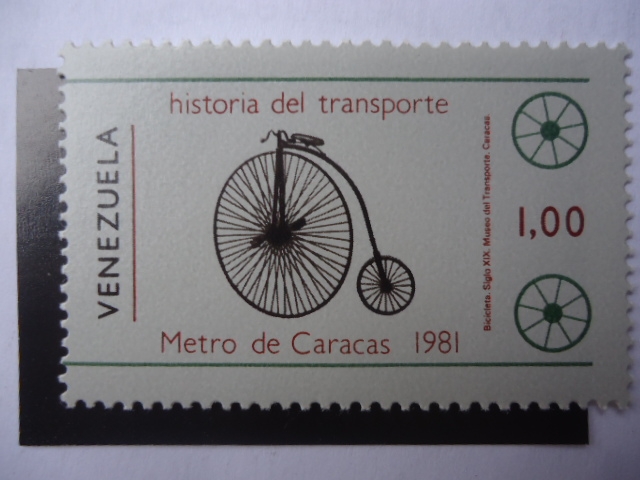 historia del transporte
VENEZUELA
Bicicleta. Siglo XIX. Museo del Transporte. Caracas.
1,00
Metro de Caracas 1981